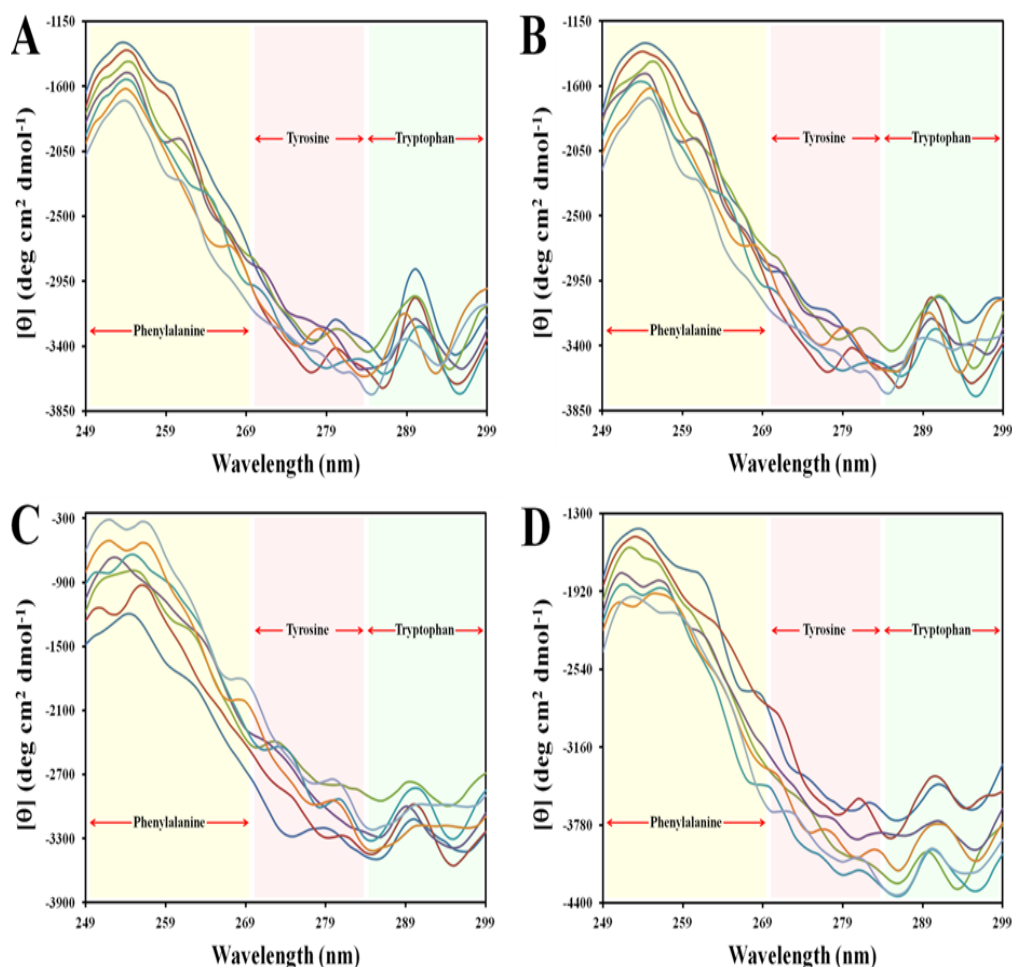 A
[θ] (deg cm² dmol⁻¹)
-1150
-1600
-2050
-2500
-2950
-3400
-3850
Tyrosine
Tryptophan
Phenylalanine
249 259 269 279 289 299
Wavelength (nm)
B
[θ] (deg cm² dmol⁻¹)
-1150
-1600
-2050
-2500
-2950
-3400
-3850
Tyrosine
Tryptophan
Phenylalanine
249 259 269 279 289 299
Wavelength (nm)
C
[θ] (deg cm² dmol⁻¹)
-300
-900
-1500
-2100
-2700
-3300
-3900
Tyrosine
Tryptophan
Phenylalanine
249 259 269 279 289 299
Wavelength (nm)
D
[θ] (deg cm² dmol⁻¹)
-1300
-1920
-2540
-3160
-3780
-4400
Tyrosine
Tryptophan
Phenylalanine
249 259 269 279 289 299
Wavelength (nm)